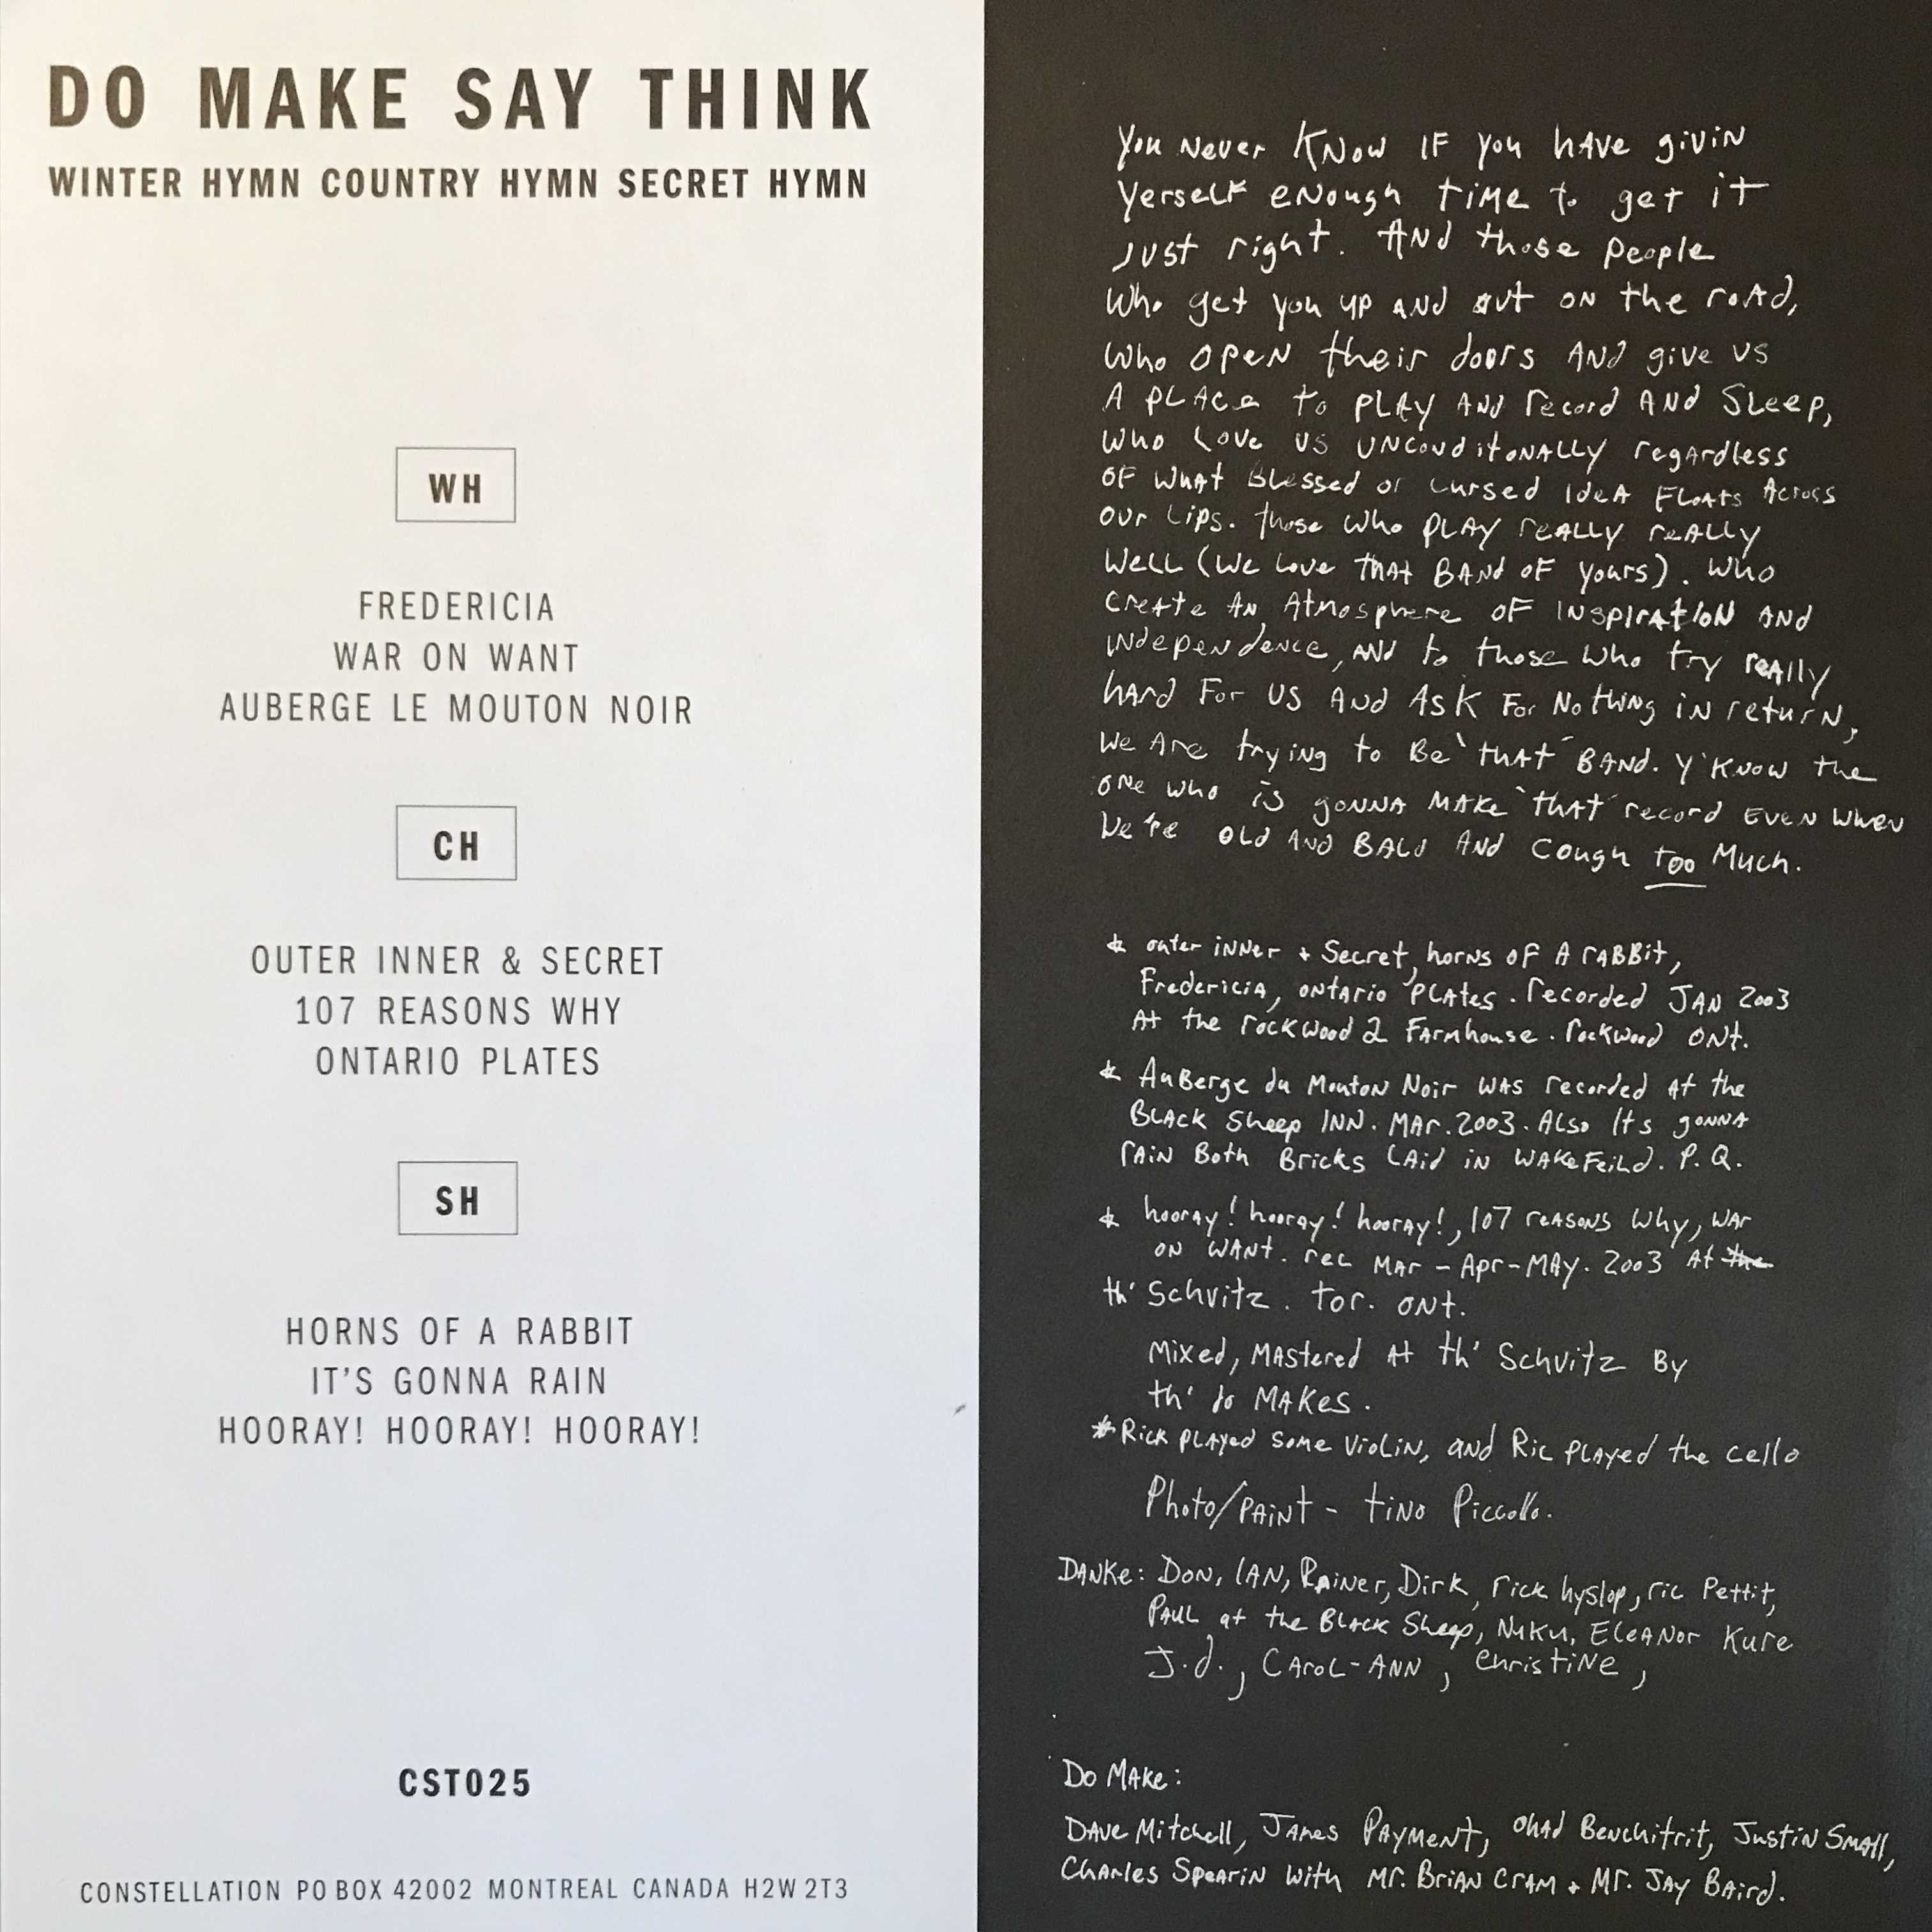 DO MAKE SAY THINK
WINTER HYMN COUNTRY HYMN SECRET HYMN
WH
FREDERICIA
WAR ON WANT
AUBERGE LE MOUTON NOIR
CH
OUTER INNER & SECRET
107 REASONS WHY
ONTARIO PLATES
SH
HORNS OF A RABBIT
IT'S GONNA RAIN
HOORAY! HOORAY! HOORAY!
CST025
CONSTELLATION PO BOX 42002 MONTREAL CANADA H2W 2T3
You Never KNow IF you hAve giviN
YerseLF eNough tiMe to get it
Just right. ANd those people
Who get you up ANd out oN the roAd,
Who opeN their doors ANd give us
A pLAce to pLAy ANd record ANd SLeep,
Who Love us uNcoNditoNALLy regArdless
OF whAt BLessed or cursed IdeA FLoAts Across
our Lips. those who pLAy reALLy reALLy
WeLL (We Love thAt BANd oF yours). Who
creAte AN Atmosphere oF INspirAtioN ANd
iNdepeNdence, ANd to those who try reAlly
hArd For us ANd Ask For NothiNg iN returN,
We Are tryiNg to Be 'thAt' BANd. Y'KNow the
oNe who is goNNA MAKe 'thAt' record EveN wheN
We're oLd ANd BALd ANd cough too Much.
* outer iNNer + Secret, horNs oF A rABBit,
FredericiA, oNtArio pLAtes. recorded JAN 2003
At the rockwood 2 FArmhouse. rockwood ONt.
* AuBerge du MoutoN Noir wAs recorded At the
BLAck Sheep INN. MAr. 2003. ALso Its goNNA
rAiN Both Bricks LAid iN WAKeFeiLd. P.Q.
* hoorAy! hoorAy! hoorAy!, 107 reAsoNs Why, WAr
oN WANt. rec MAr - Apr - MAy. 2003 At the
th' Schvitz. tor. oNt.
Mixed, MAstered At th' Schvitz By
th' do MAKes.
* Rick pLAyed some VioLiN, and Ric pLAyed the cello
Photo/pAiNt - tiNo Piccolo.
DANKe: DoN, IAN, RAiNer, Dirk, rick hyslop, ric Pettit,
PAuL at the BLAck Sheep, NuKu, ELeANor Kure
J.d., CAroL-ANN, christiNe,
Do MAKe:
DAve Mitchell, JAmes PAymeNt, ohAd BeNchitrit, JustiN SmAll,
ChArles SpeAriN with Mr. BriAN CrAM + Mr. JAy BAird.